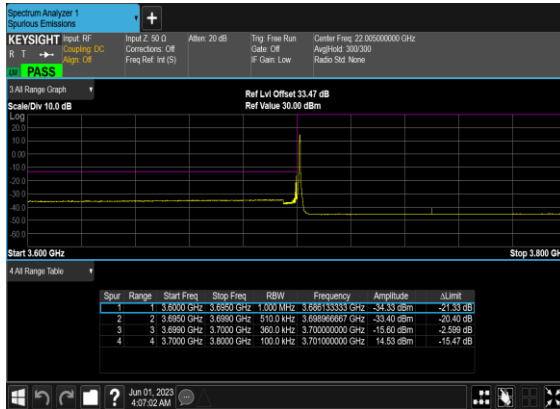 Spectrum Analyzer 1
Spurious Emissions
+
KEYSIGHT Input: RF Input Z: 50 Ω Atten: 20 dB Trig: Free Run Center Freq: 22.005000000 GHz
R T Coupling: DC Corrections: Off Gate: Off Avg|Hold: 300/300
Align: Off Freq Ref: Int (S) IF Gain: Low Radio Std: None
PASS
3 All Range Graph
Ref Lvl Offset 33.47 dB
Scale/Div 10.0 dB Ref Value 30.00 dBm
Log
20.0
10.0
0.00
-10.0
-20.0
-30.0
-40.0
-50.0
-60.0
Start 3.600 GHz Stop 3.800 GH
4 All Range Table
Spur Range Start Freq Stop Freq RBW Frequency Amplitude ΔLimit
1 1 3.6000 GHz 3.6950 GHz 1.000 MHz 3.686133333 GHz -34.33 dBm -21.33 dB
2 2 3.6950 GHz 3.6990 GHz 510.0 kHz 3.698966667 GHz -33.40 dBm -20.40 dB
3 3 3.6990 GHz 3.7000 GHz 360.0 kHz 3.700000000 GHz -15.60 dBm -2.599 dB
4 4 3.7000 GHz 3.8000 GHz 100.0 kHz 3.701000000 GHz 14.53 dBm -15.47 dB
? Jun 01, 2023
4:07:02 AM